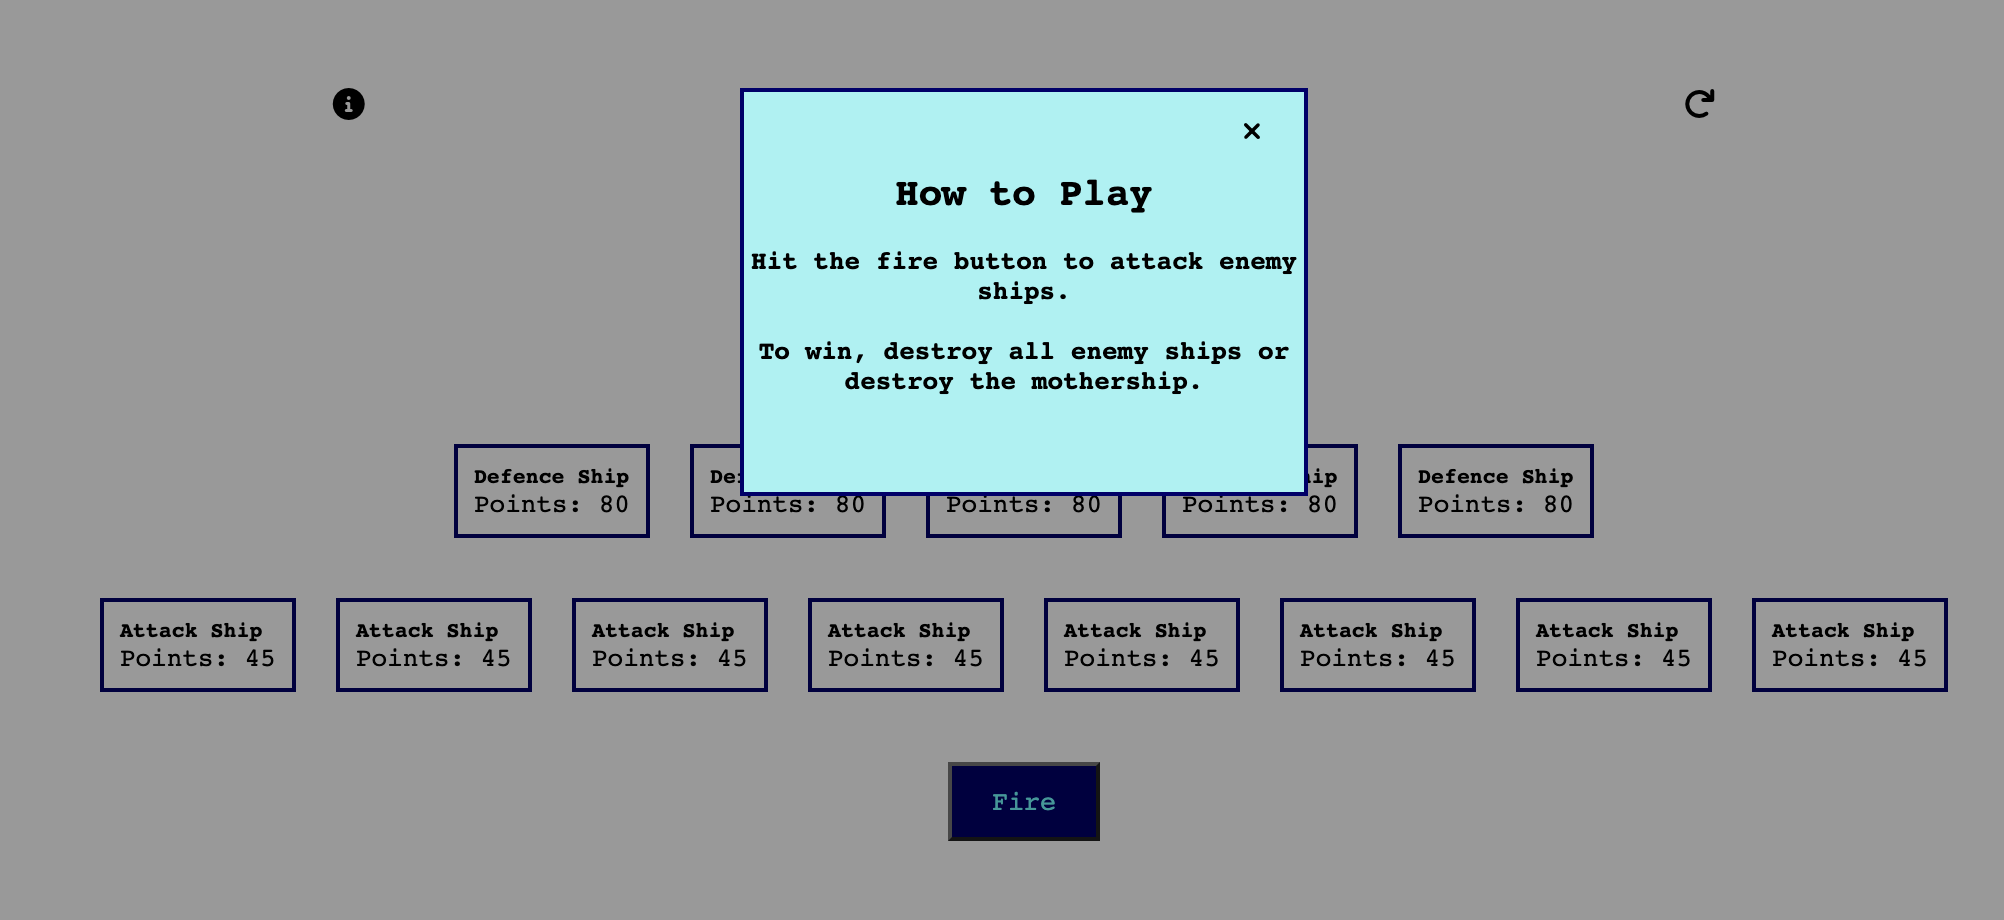 How to Play
Hit the fire button to attack enemy
ships.
To win, destroy all enemy ships or
destroy the mothership.
Defence Ship De ip Defence Ship
Points: 80 Points: 80 Points: 80 Points: 80 Points: 80
Attack Ship Attack Ship Attack Ship Attack Ship Attack Ship Attack Ship Attack Ship Attack Ship
Points: 45 Points: 45 Points: 45 Points: 45 Points: 45 Points: 45 Points: 45 Points: 45
Fire